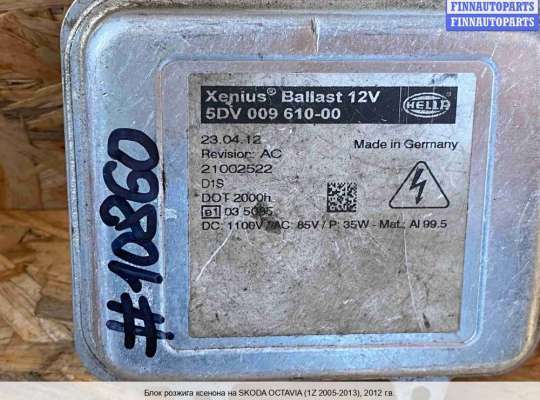 FINNAUTOPARTS
FINNAUTOPARTS
Xenius® Ballast 12V
5DV 009 610-00
HELLA
23.04.12
Made in Germany
Revision: AC
21002522
D1S
DOT 2000h
e1 03 5085
DC: 1100V / AC: 85V / P: 35W - Mat.: Al 99.5
#10860
Блок розжига ксенона на SKODA OCTAVIA (1Z 2005-2013), 2012 г.в.